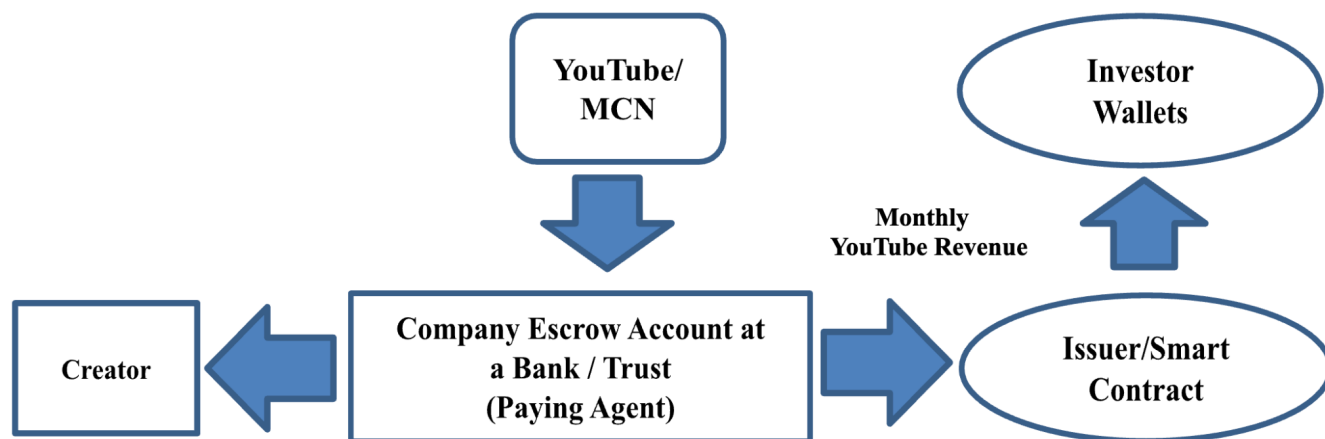 YouTube/
MCN
Investor
Wallets
Monthly
YouTube Revenue
Creator
Company Escrow Account at
a Bank / Trust
(Paying Agent)
Issuer/Smart
Contract